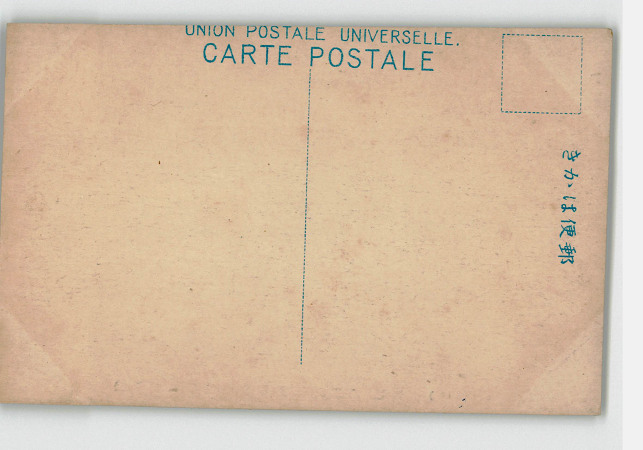 UNION POSTALE UNIVERSELLE.
CARTE POSTALE
郵便はかき